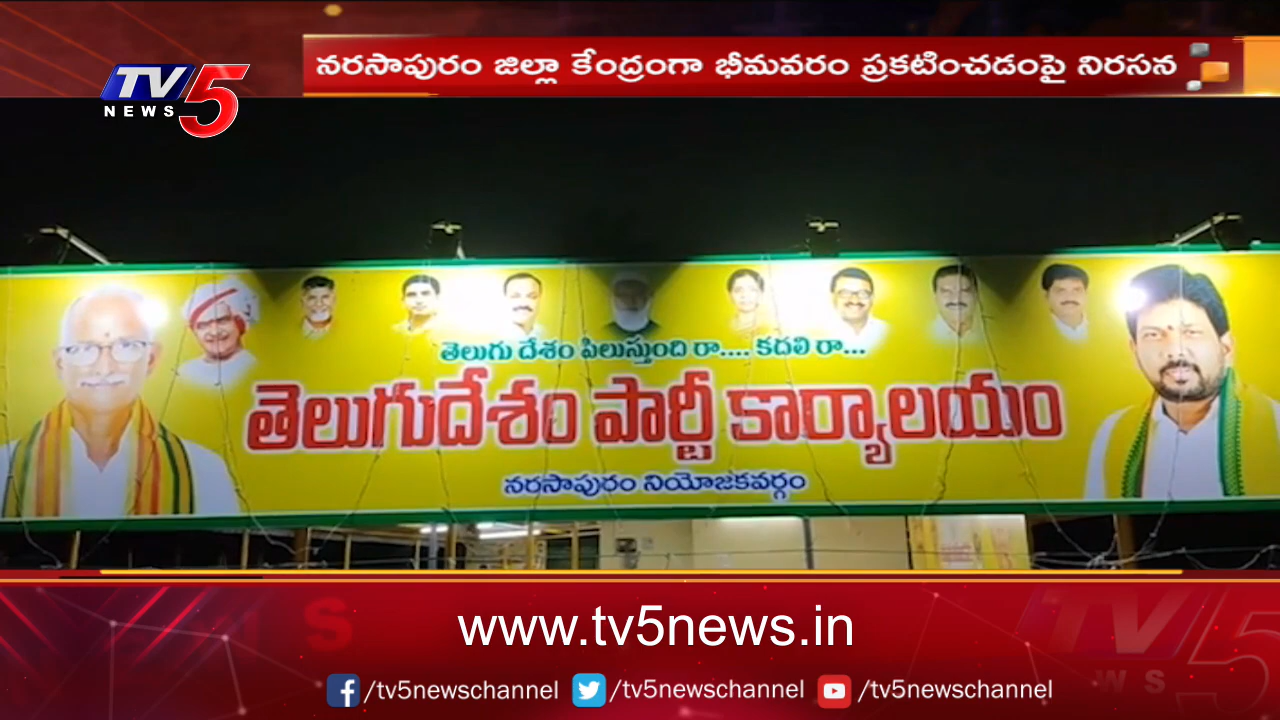 నరసాపురం జిల్లా కేంద్రంగా భీమవరం ప్రకటించడంపై నిరసన
TV5
NEWS
తెలుగు దేశం పిలుస్తుంది రా.... కదలి రా...
తెలుగుదేశం పార్టీ కార్యాలయం
నరసాపురం నియోజకవర్గం
www.tv5news.in
/tv5newschannel /tv5newschannel /tv5newschannel